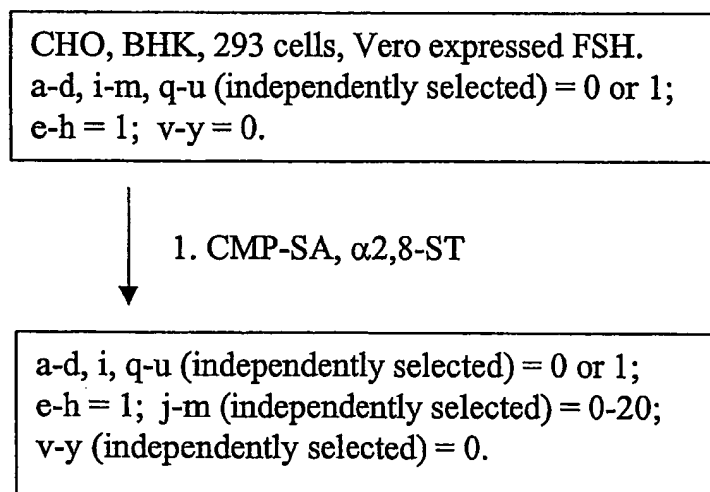 CHO, BHK, 293 cells, Vero expressed FSH.
a-d, i-m, q-u (independently selected) = 0 or 1;
e-h = 1; v-y = 0.
1. CMP-SA, α2,8-ST
a-d, i, q-u (independently selected) = 0 or 1;
e-h = 1; j-m (independently selected) = 0-20;
v-y (independently selected) = 0.